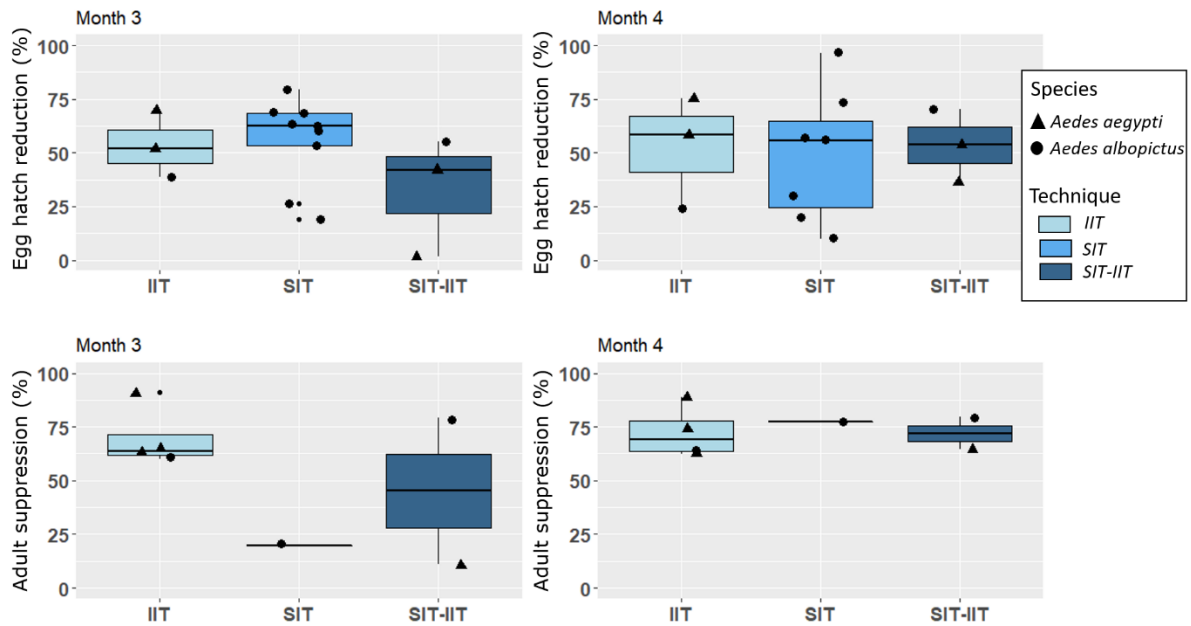 Month 3
Egg hatch reduction (%)
100
75
50
25
0
IIT SIT SIT-IIT
Month 4
Egg hatch reduction (%)
100
75
50
25
0
IIT SIT SIT-IIT
Species
Aedes aegypti
Aedes albopictus
Technique
IIT
SIT
SIT-IIT
Month 3
Adult suppression (%)
100
75
50
25
0
IIT SIT SIT-IIT
Month 4
Adult suppression (%)
100
75
50
25
0
IIT SIT SIT-IIT